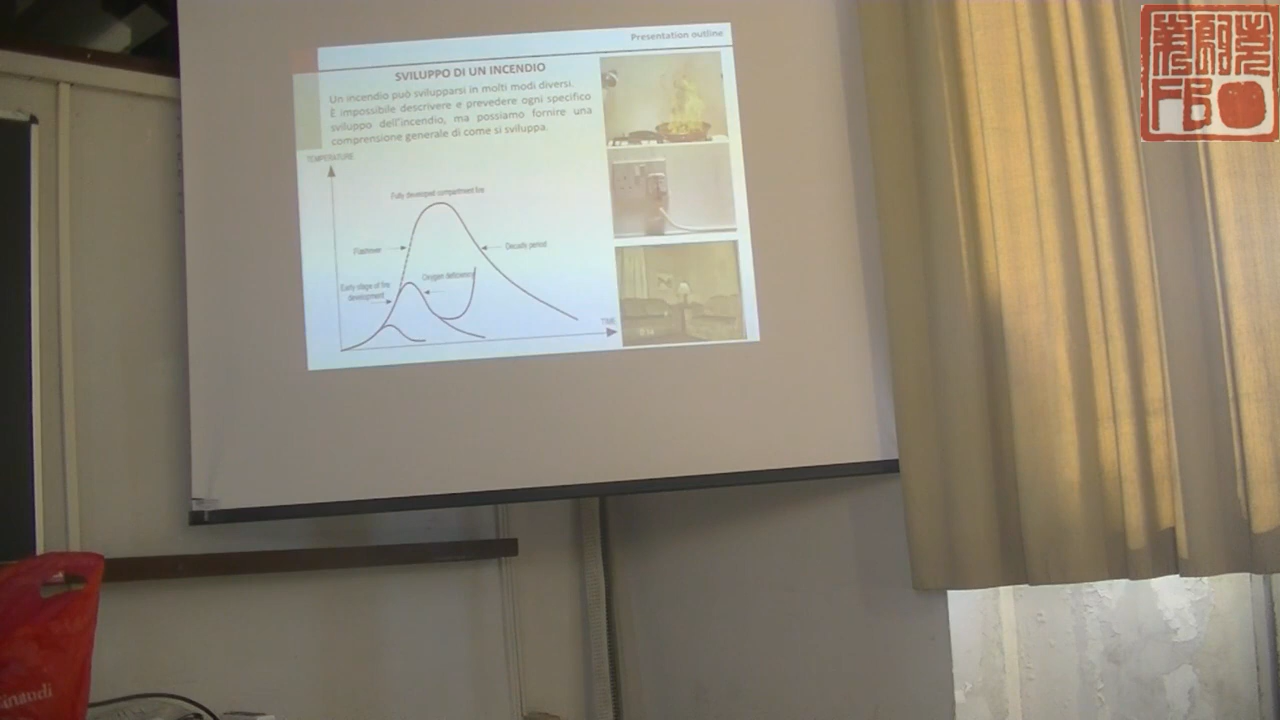 Presentation outline
SVILUPPO DI UN INCENDIO
Un incendio può svilupparsi in molti modi diversi.
È impossibile descrivere e prevedere ogni specifico
sviluppo dell'incendio, ma possiamo fornire una
comprensione generale di come si sviluppa.
TEMPERATURE
Fully developed compartment fire
Flashover
Decade period
Oxygen deficiency
Early stage of fire
development
TIME